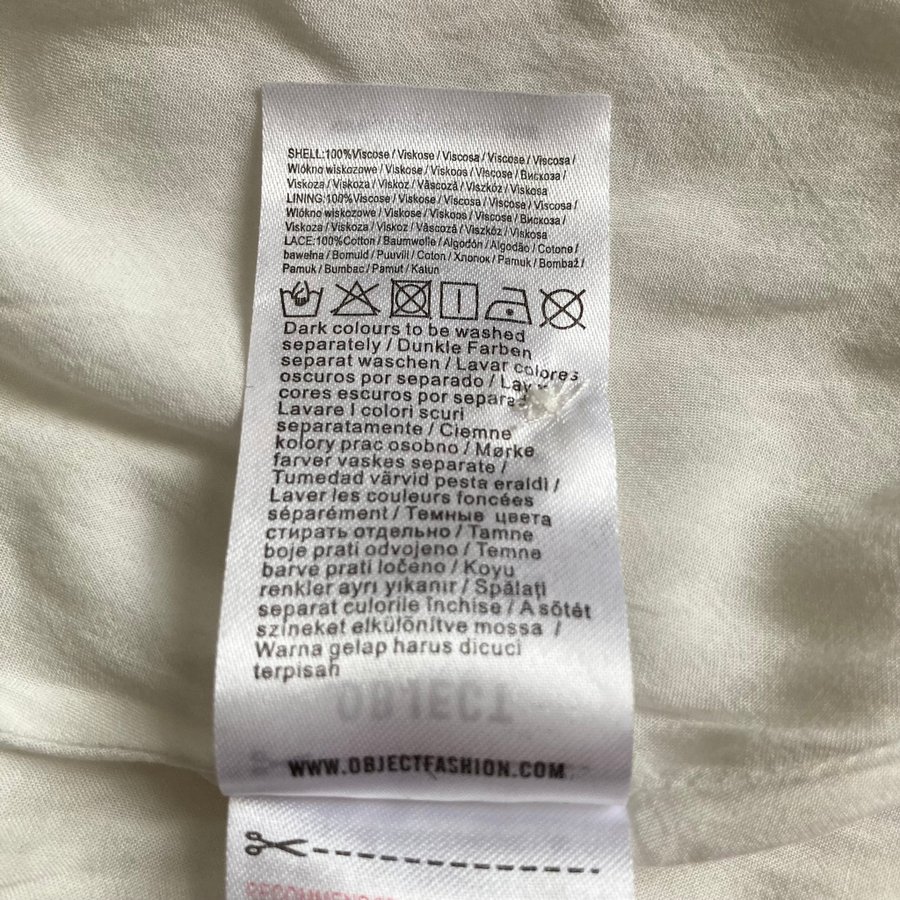 SHELL:100%Viscose / Viskose / Viscosa / Viscose / Viscosa /
Włókno wiskozowe / Viskose / Viskoos / Viscose / Вискоза /
Viskoza / Viskoza / Viskoz / Vâscoză / Viszkóz / Viskosa
LINING:100%Viscose / Viskose / Viscosa / Viscose / Viscosa /
Włókno wiskozowe / Viskose / Viskoos / Viscose / Вискоза /
Viskoza / Viskoza / Viskoz / Vâscoză / Viszkóz / Viskosa
LACE:100%Cotton / Baumwolle / Algodón / Algodão / Cotone /
bawełna / Bomuld / Puuvill / Coton / Хлопок / Pamuk / Bombaž /
Pamuk / Bumbac / Pamut / Katun
Dark colours to be washed
separately / Dunkle Farben
separat waschen / Lavar colores
oscuros por separado /
cores escuros por
Lavare I colori scuri
separatamente / Ciemne
kolory prac osobno / Mørke
farver vaskes separate /
Tumedad värvid pesta eraldi /
Laver les couleurs foncées
séparément / Темные цвета
стирать отдельно / Tamne
boje prati odvojeno / Temne
barve prati ločeno / Koyu
renkler ayrı yıkanır / Spălați
separat culorile închise / A sötét
színeket elkülönítve mossa /
Warna gelap harus dicuci
terpisah
OBJECT
WWW.OBJECTFASHION.COM